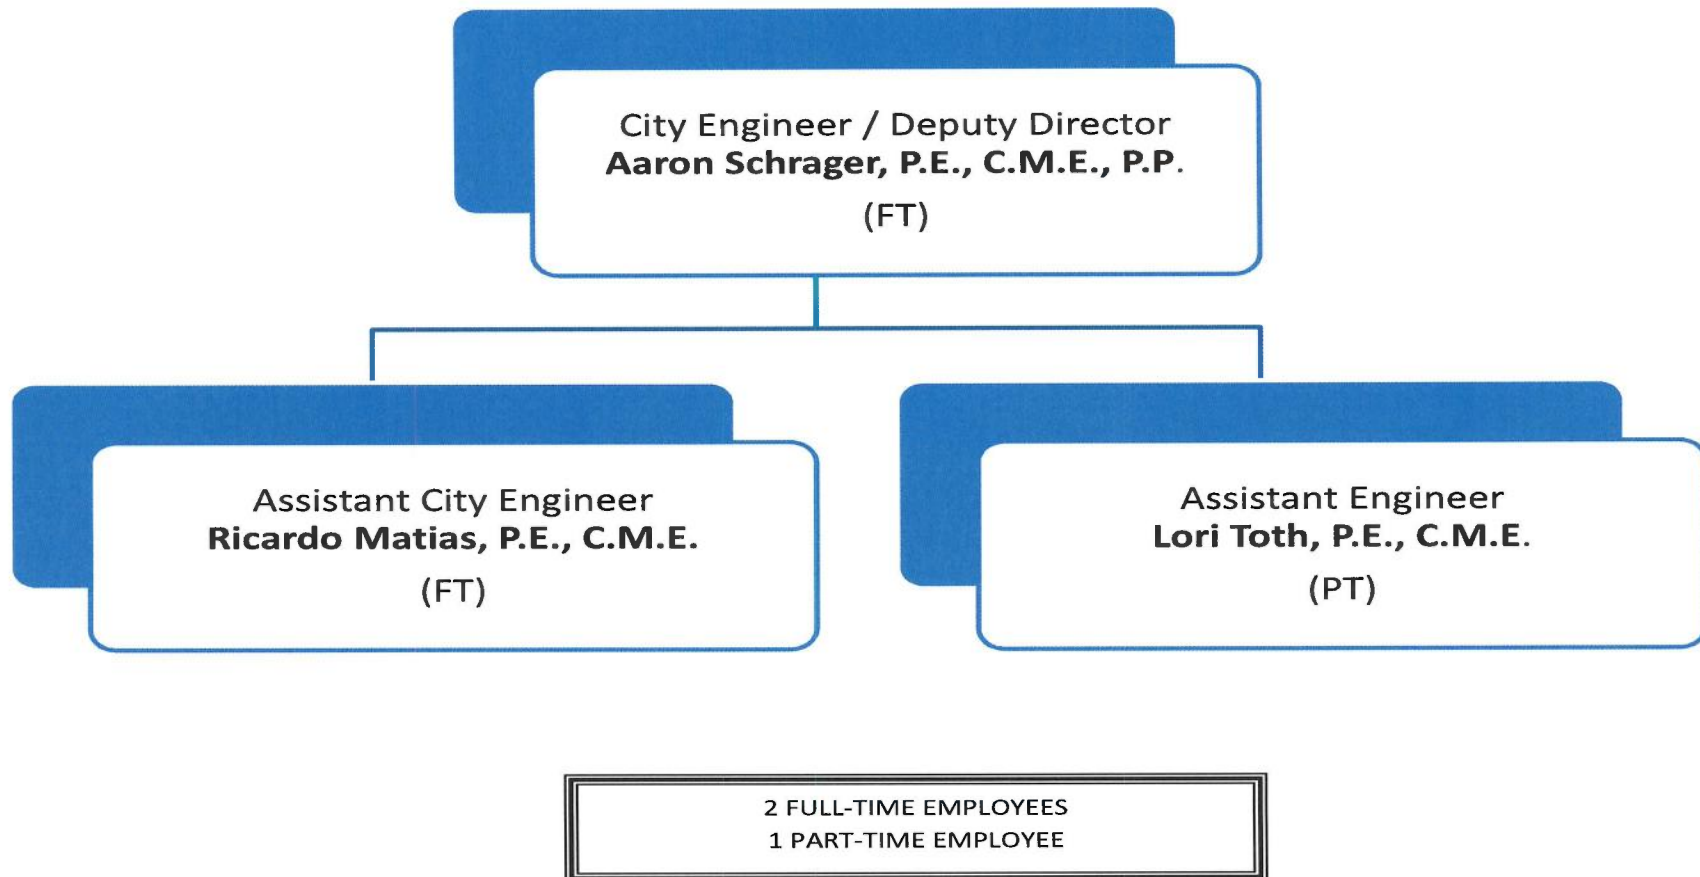 City Engineer / Deputy Director
Aaron Schrager, P.E., C.M.E., P.P.
(FT)
Assistant City Engineer
Ricardo Matias, P.E., C.M.E.
(FT)
Assistant Engineer
Lori Toth, P.E., C.M.E.
(PT)
2 FULL-TIME EMPLOYEES
1 PART-TIME EMPLOYEE